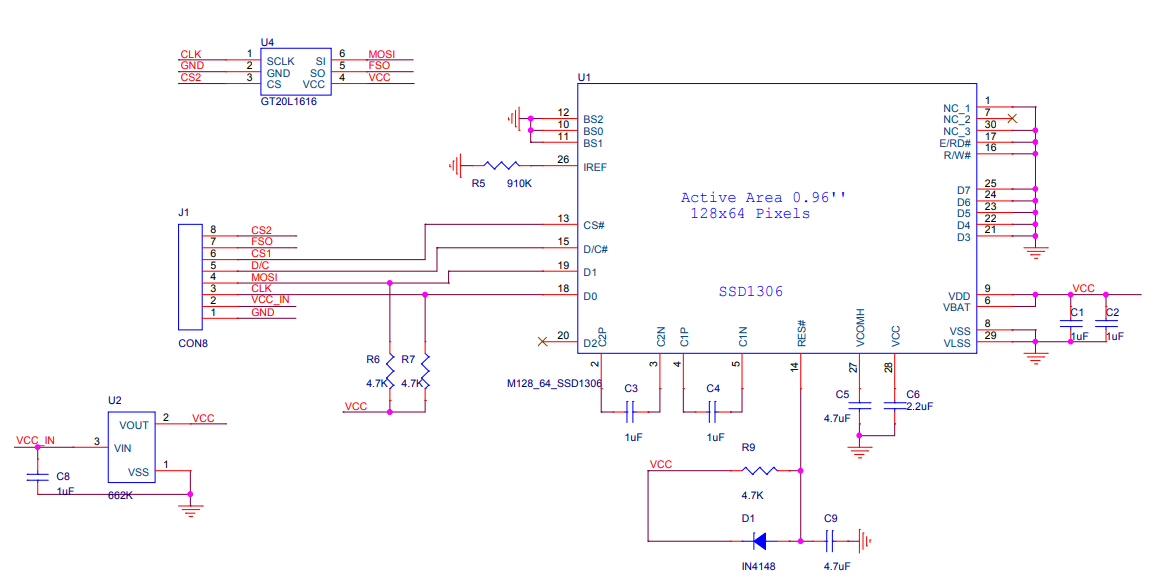 U4
CLK 1 SCLK SI 6 MOSI
GND 2 GND SO 5 FSO
CS2 3 CS VCC 4 VCC
GT20L1616
U1
12 BS2
10 BS0
11 BS1
26 IREF
R5 910K
13 CS#
15 D/C#
19 D1
18 D0
20 D2
NC_1 1
NC_2 7
NC_3 30
E/RD# 17
R/W# 16
D7 25
D6 24
D5 23
D4 22
D3 21
VDD 9
VBAT 6
VSS 8
VLSS 29
Active Area 0.96''
128x64 Pixels
SSD1306
C2P C2N C1P C1N RES# VCOMH VCC
2 3 4 5 14 27 28
M128_64_SSD1306
VCC
C1 C2
1uF 1uF
J1
8 CS2
7 FSO
6 CS1
5 D/C
4 MOSI
3 CLK
2 VCC_IN
1 GND
CON8
R6 R7
4.7K 4.7K
VCC
C3 C4
1uF 1uF
C5 C6
4.7uF 2.2uF
U2
VOUT 2 VCC
VCC_IN 3 VIN
VSS 1
C8
1uF
662K
R9
VCC
4.7K
D1 C9
IN4148 4.7uF